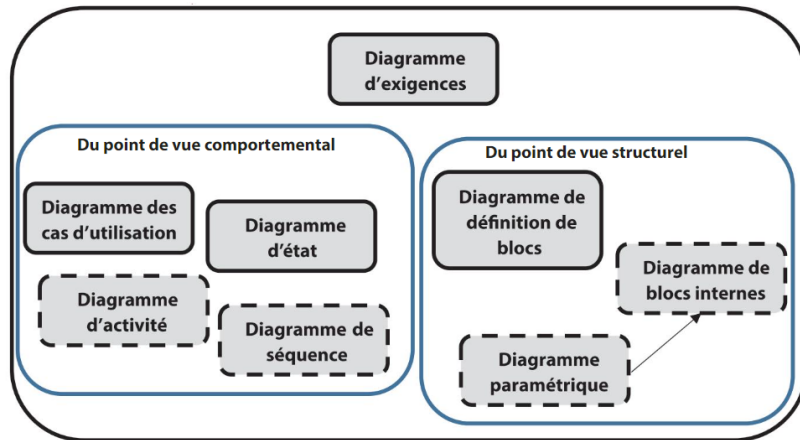 Diagramme
d'exigences
Du point de vue comportemental
Diagramme des
cas d'utilisation
Diagramme
d'état
Diagramme
d'activité
Diagramme de
séquence
Du point de vue structurel
Diagramme de
définition de
blocs
Diagramme de
blocs internes
Diagramme
paramétrique